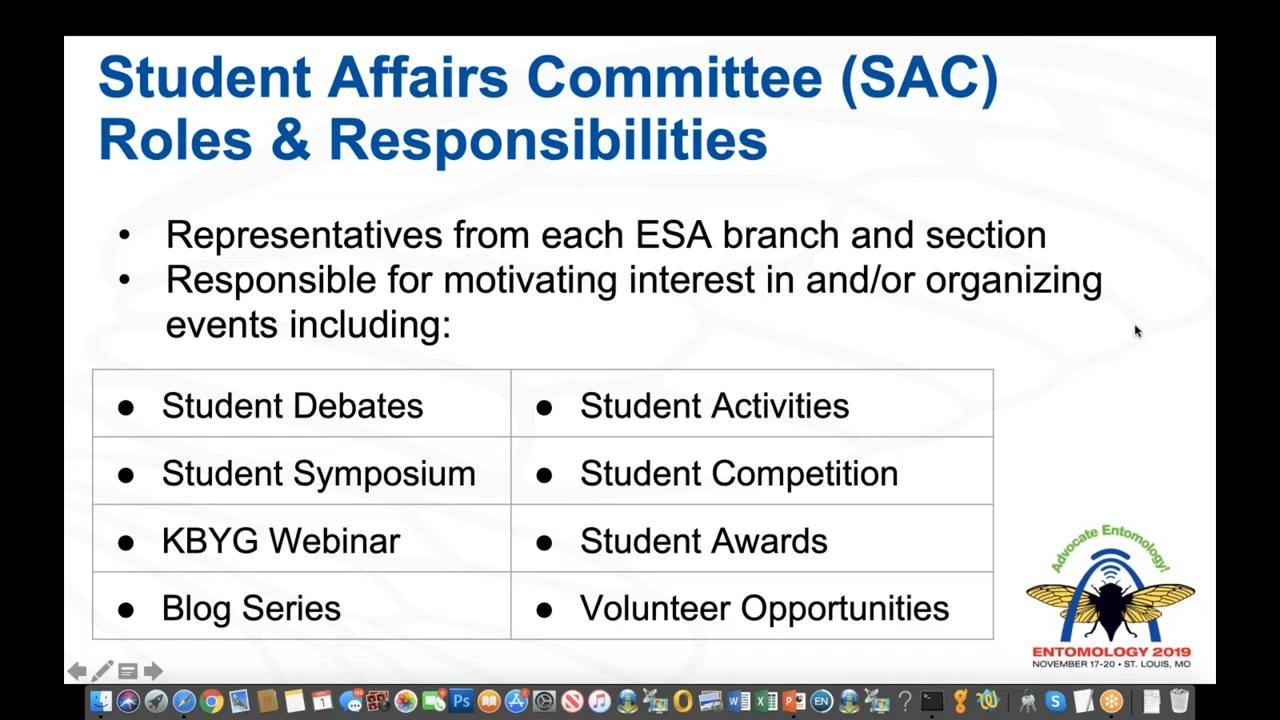 Student Affairs Committee (SAC)
Roles & Responsibilities
• Representatives from each ESA branch and section
• Responsible for motivating interest in and/or organizing
events including:
● Student Debates
● Student Activities
● Student Symposium
● Student Competition
● KBYG Webinar
● Student Awards
● Blog Series
● Volunteer Opportunities
Advocate Entomology!
ENTOMOLOGY 2019
NOVEMBER 17-20 • ST. LOUIS, MO